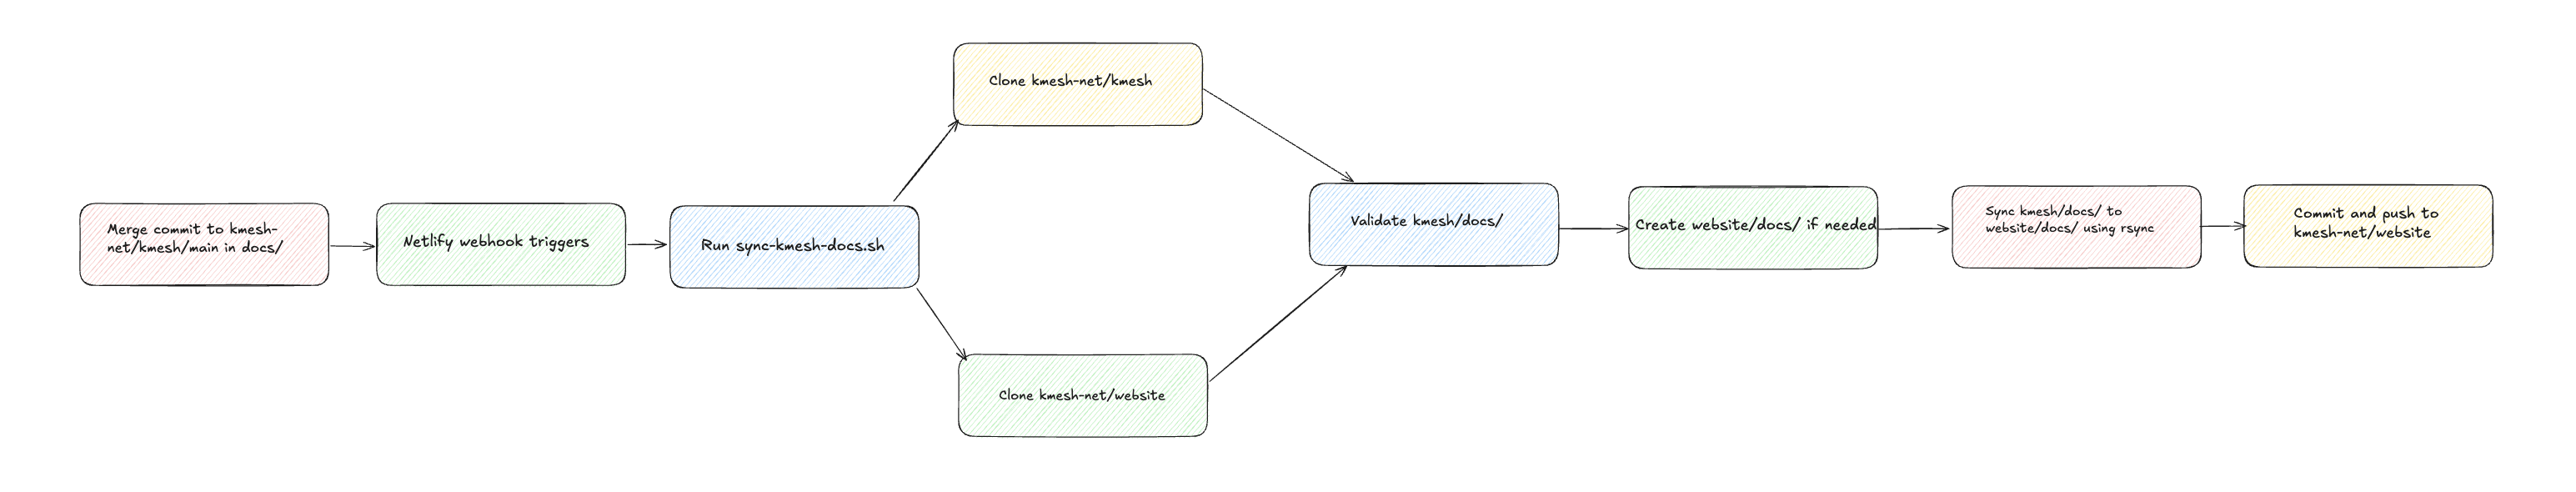 Merge commit to kmesh-
net/kmesh/main in docs/
Netlify webhook triggers
Run sync-kmesh-docs.sh
Clone kmesh-net/kmesh
Clone kmesh-net/website
Validate kmesh/docs/
Create website/docs/ if needed
Sync kmesh/docs/ to
website/docs/ using rsync
Commit and push to
kmesh-net/website